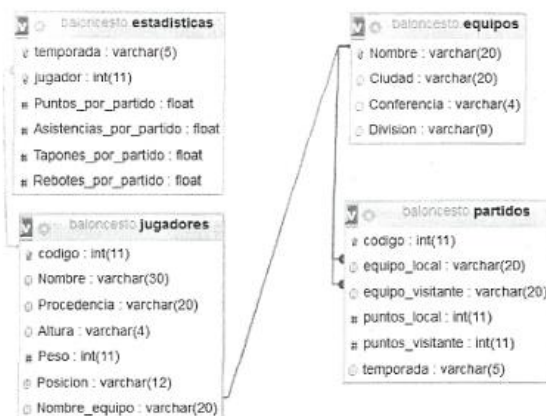 baloncesto estadisticas
temporada : varchar(5)
jugador : int(11)
Puntos_por_partido : float
Asistencias_por_partido : float
Tapones_por_partido : float
Rebotes_por_partido : float
baloncesto jugadores
codigo : int(11)
Nombre : varchar(30)
Procedencia : varchar(20)
Altura : varchar(4)
Peso : int(11)
Posicion : varchar(12)
Nombre_equipo : varchar(20)
baloncesto equipos
Nombre : varchar(20)
Ciudad : varchar(20)
Conferencia : varchar(4)
Division : varchar(9)
baloncesto partidos
codigo : int(11)
equipo_local : varchar(20)
equipo_visitante : varchar(20)
puntos_local : int(11)
puntos_visitante : int(11)
temporada : varchar(5)